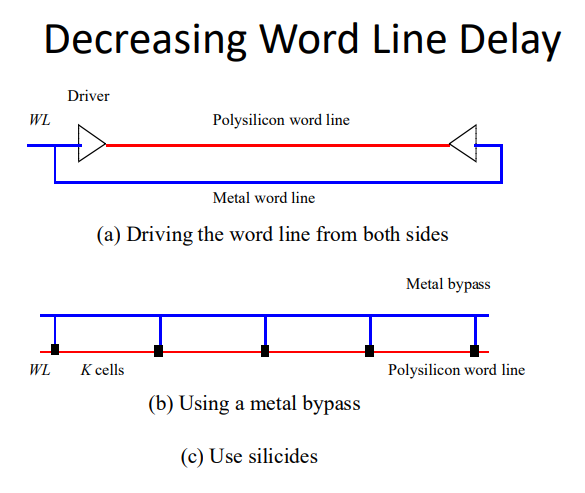 Decreasing Word Line Delay
Driver
WL
Polysilicon word line
Metal word line
(a) Driving the word line from both sides
Metal bypass
WL
K cells
Polysilicon word line
(b) Using a metal bypass
(c) Use silicides